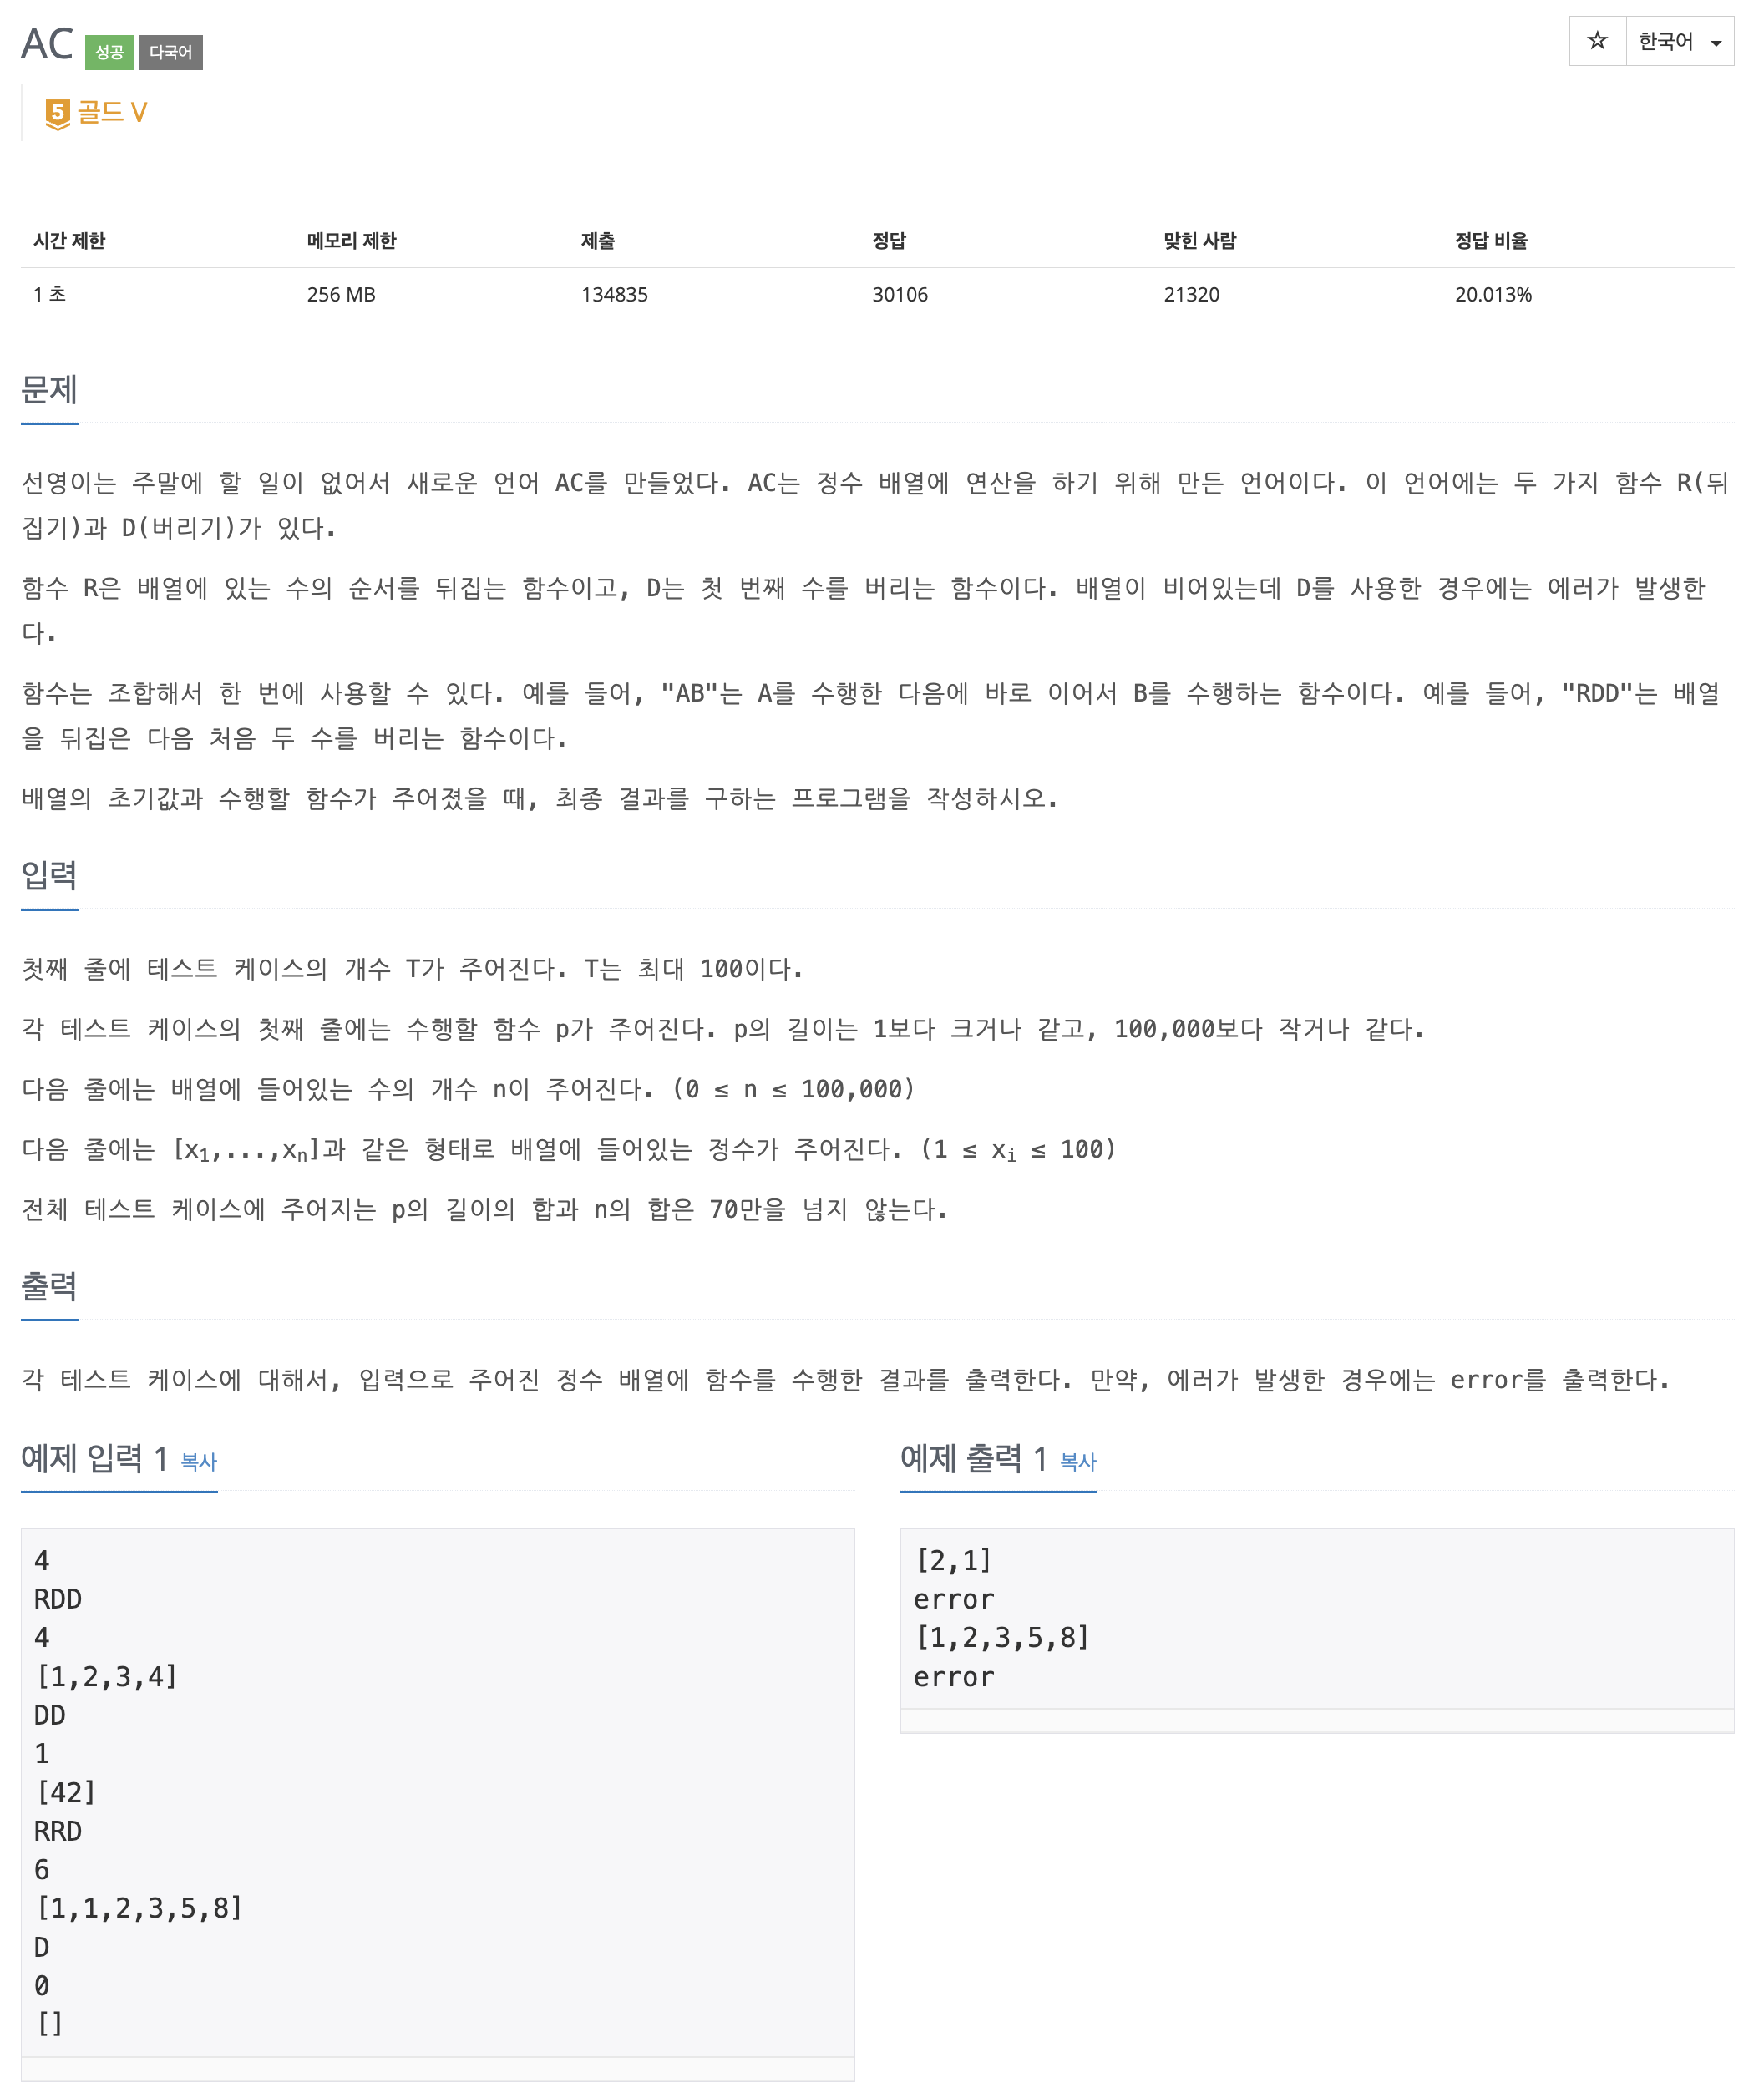 AC 성공 다국어
☆ 한국어
5 골드 V
시간 제한 메모리 제한 제출 정답 맞힌 사람 정답 비율
1 초 256 MB 134835 30106 21320 20.013%
문제
선영이는 주말에 할 일이 없어서 새로운 언어 AC를 만들었다. AC는 정수 배열에 연산을 하기 위해 만든 언어이다. 이 언어에는 두 가지 함수 R(뒤
집기)과 D(버리기)가 있다.
함수 R은 배열에 있는 수의 순서를 뒤집는 함수이고, D는 첫 번째 수를 버리는 함수이다. 배열이 비어있는데 D를 사용한 경우에는 에러가 발생한
다.
함수는 조합해서 한 번에 사용할 수 있다. 예를 들어, "AB"는 A를 수행한 다음에 바로 이어서 B를 수행하는 함수이다. 예를 들어, "RDD"는 배열
을 뒤집은 다음 처음 두 수를 버리는 함수이다.
배열의 초기값과 수행할 함수가 주어졌을 때, 최종 결과를 구하는 프로그램을 작성하시오.
입력
첫째 줄에 테스트 케이스의 개수 T가 주어진다. T는 최대 100이다.
각 테스트 케이스의 첫째 줄에는 수행할 함수 p가 주어진다. p의 길이는 1보다 크거나 같고, 100,000보다 작거나 같다.
다음 줄에는 배열에 들어있는 수의 개수 n이 주어진다. (0 ≤ n ≤ 100,000)
다음 줄에는 [x1,...,xn]과 같은 형태로 배열에 들어있는 정수가 주어진다. (1 ≤ xi ≤ 100)
전체 테스트 케이스에 주어지는 p의 길이의 합과 n의 합은 70만을 넘지 않는다.
출력
각 테스트 케이스에 대해서, 입력으로 주어진 정수 배열에 함수를 수행한 결과를 출력한다. 만약, 에러가 발생한 경우에는 error를 출력한다.
예제 입력 1 복사
4
RDD
4
[1,2,3,4]
DD
1
[42]
RRD
6
[1,1,2,3,5,8]
D
0
[]
예제 출력 1 복사
[2,1]
error
[1,2,3,5,8]
error